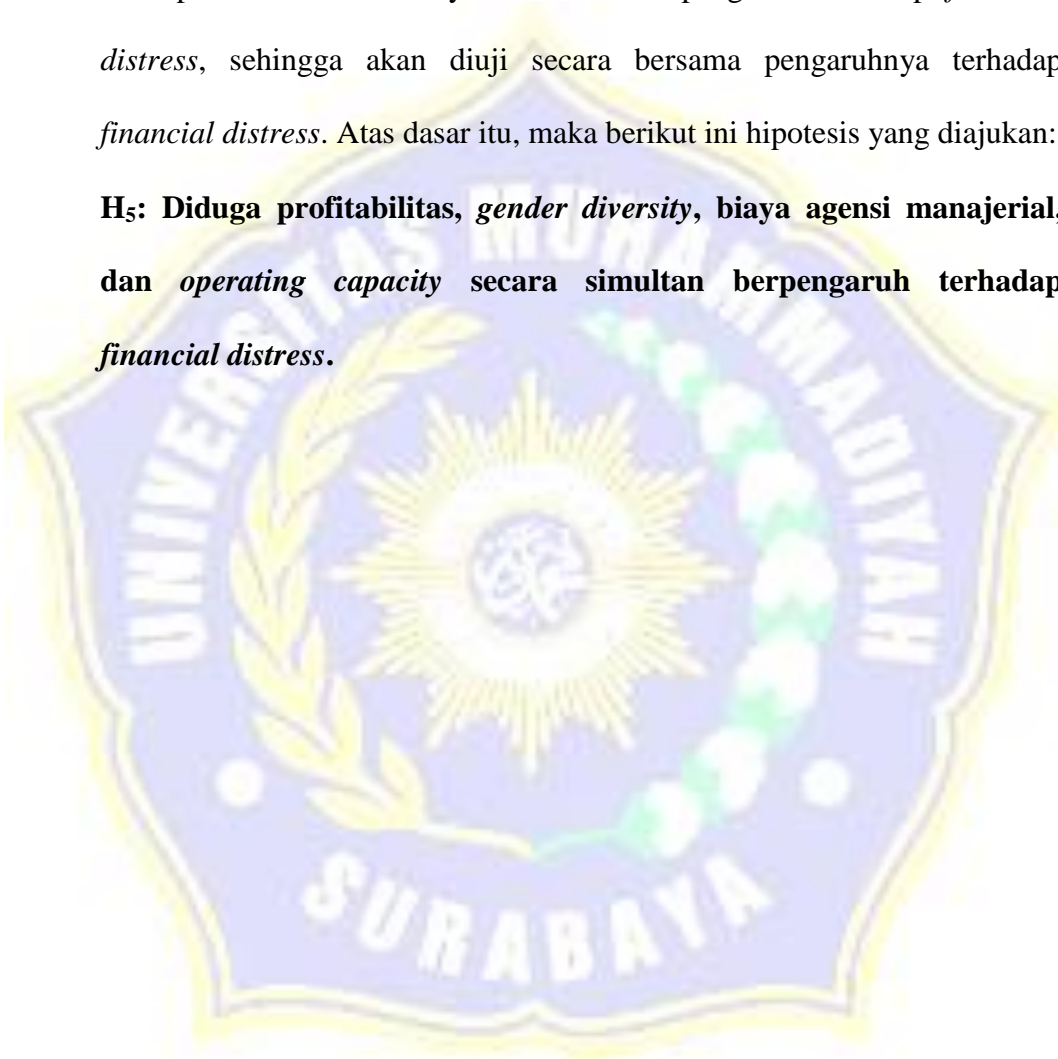 distress, sehingga akan diuji secara bersama pengaruhnya terhadap
financial distress. Atas dasar itu, maka berikut ini hipotesis yang diajukan:
H5: Diduga profitabilitas, gender diversity, biaya agensi manajerial,
dan operating capacity secara simultan berpengaruh terhadap
financial distress.
UNIVERSITAS MUHAMMADIYAH
SURABAYA